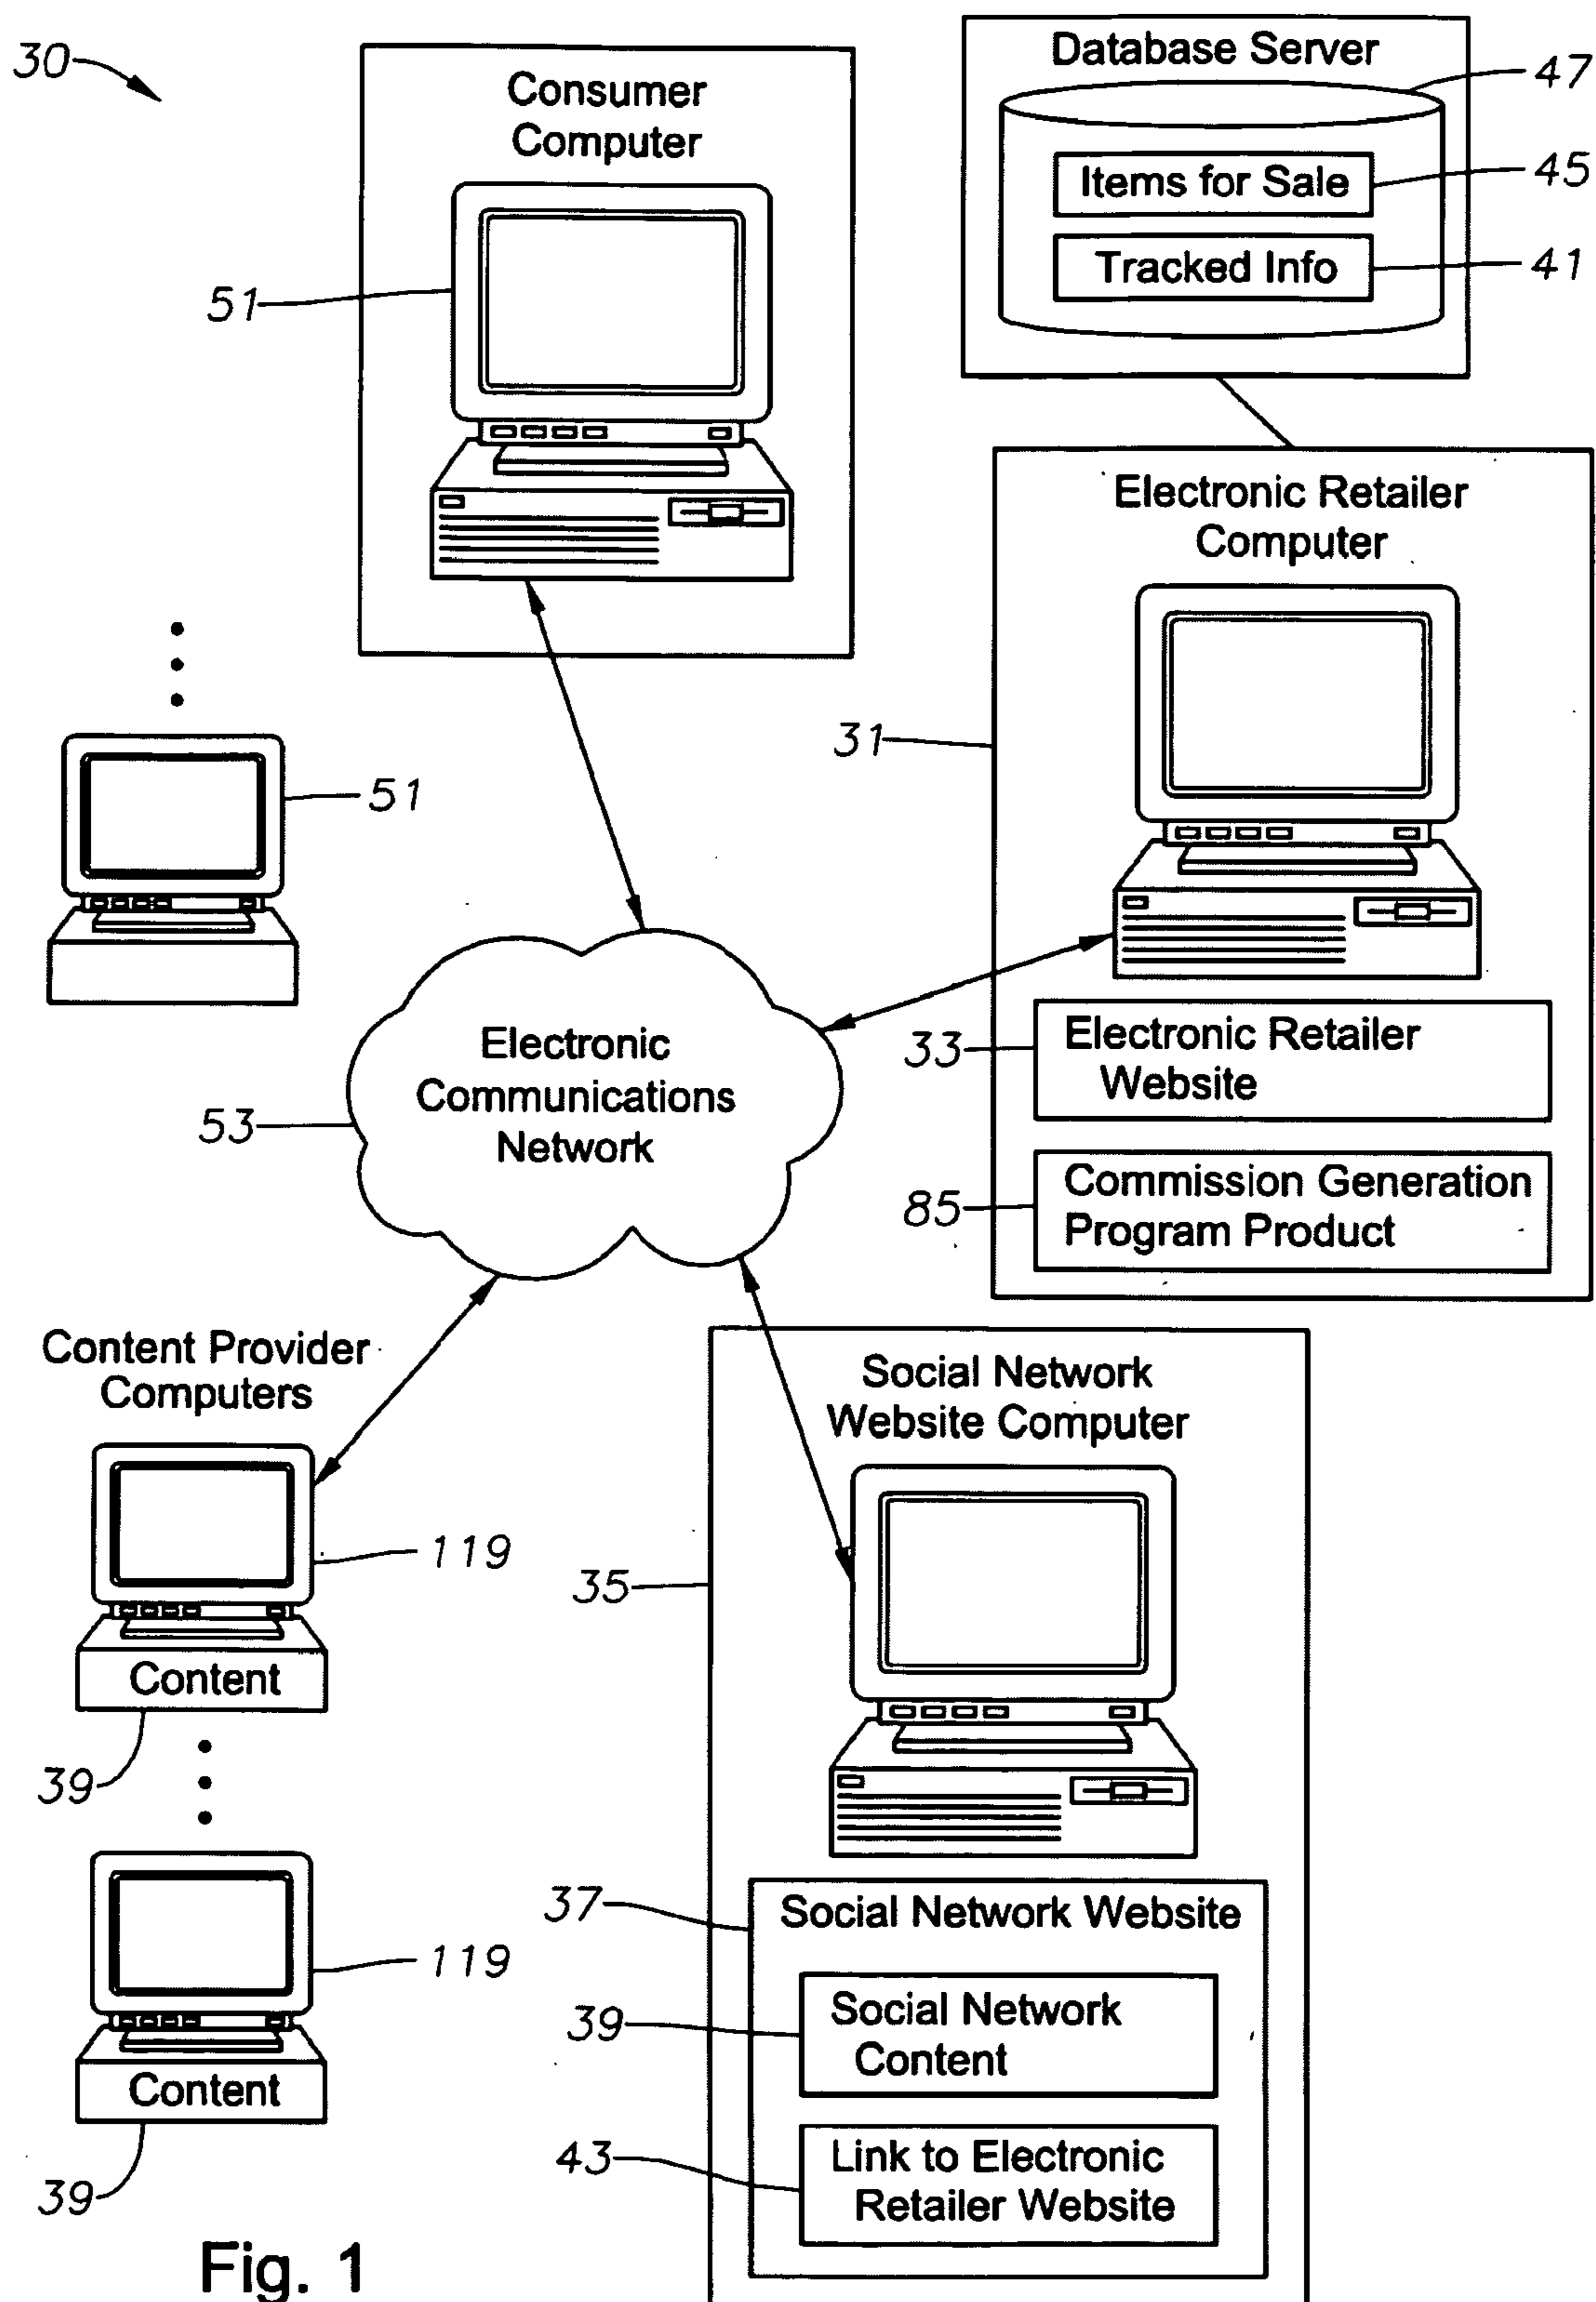 30
Consumer
Computer
51
Database Server
47
Items for Sale
45
Tracked Info
41
51
Electronic Retailer
Computer
31
33
Electronic Retailer
Website
85
Commission Generation
Program Product
Electronic
Communications
Network
53
Content Provider
Computers
119
Content
39
119
Content
39
Social Network
Website Computer
35
37
Social Network Website
39
Social Network
Content
43
Link to Electronic
Retailer Website
Fig. 1